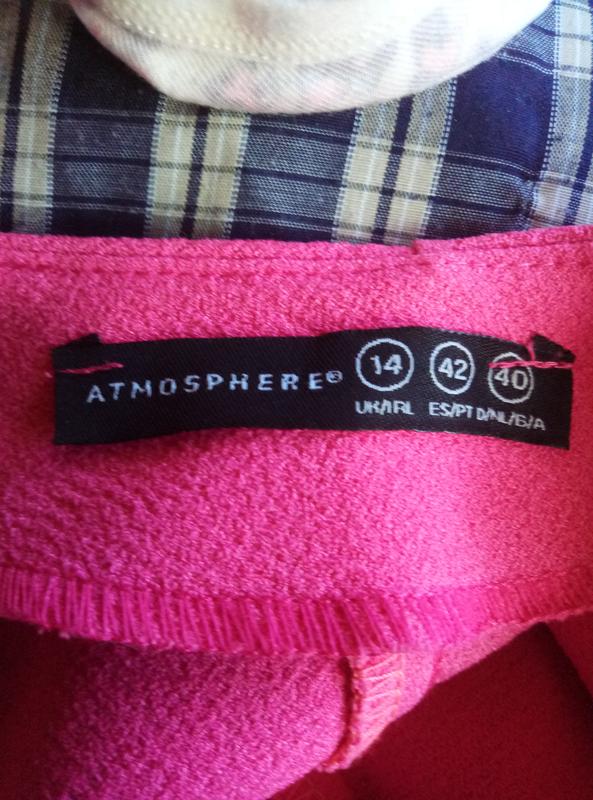 ATMOSPHERE® 14 42 40
UK/IRL ES/PT D/NL/B/A